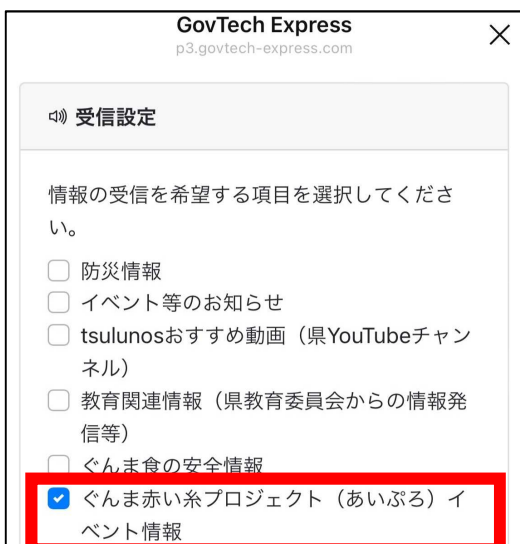 GovTech Express
p3.govtech-express.com
受信設定
情報の受信を希望する項目を選択してくださ
い。
防災情報
イベント等のお知らせ
tsulunosおすすめ動画（県YouTubeチャン
ネル）
教育関連情報（県教育委員会からの情報発
信等）
ぐんま食の安全情報
ぐんま赤い糸プロジェクト（あいぷろ）イ
ベント情報